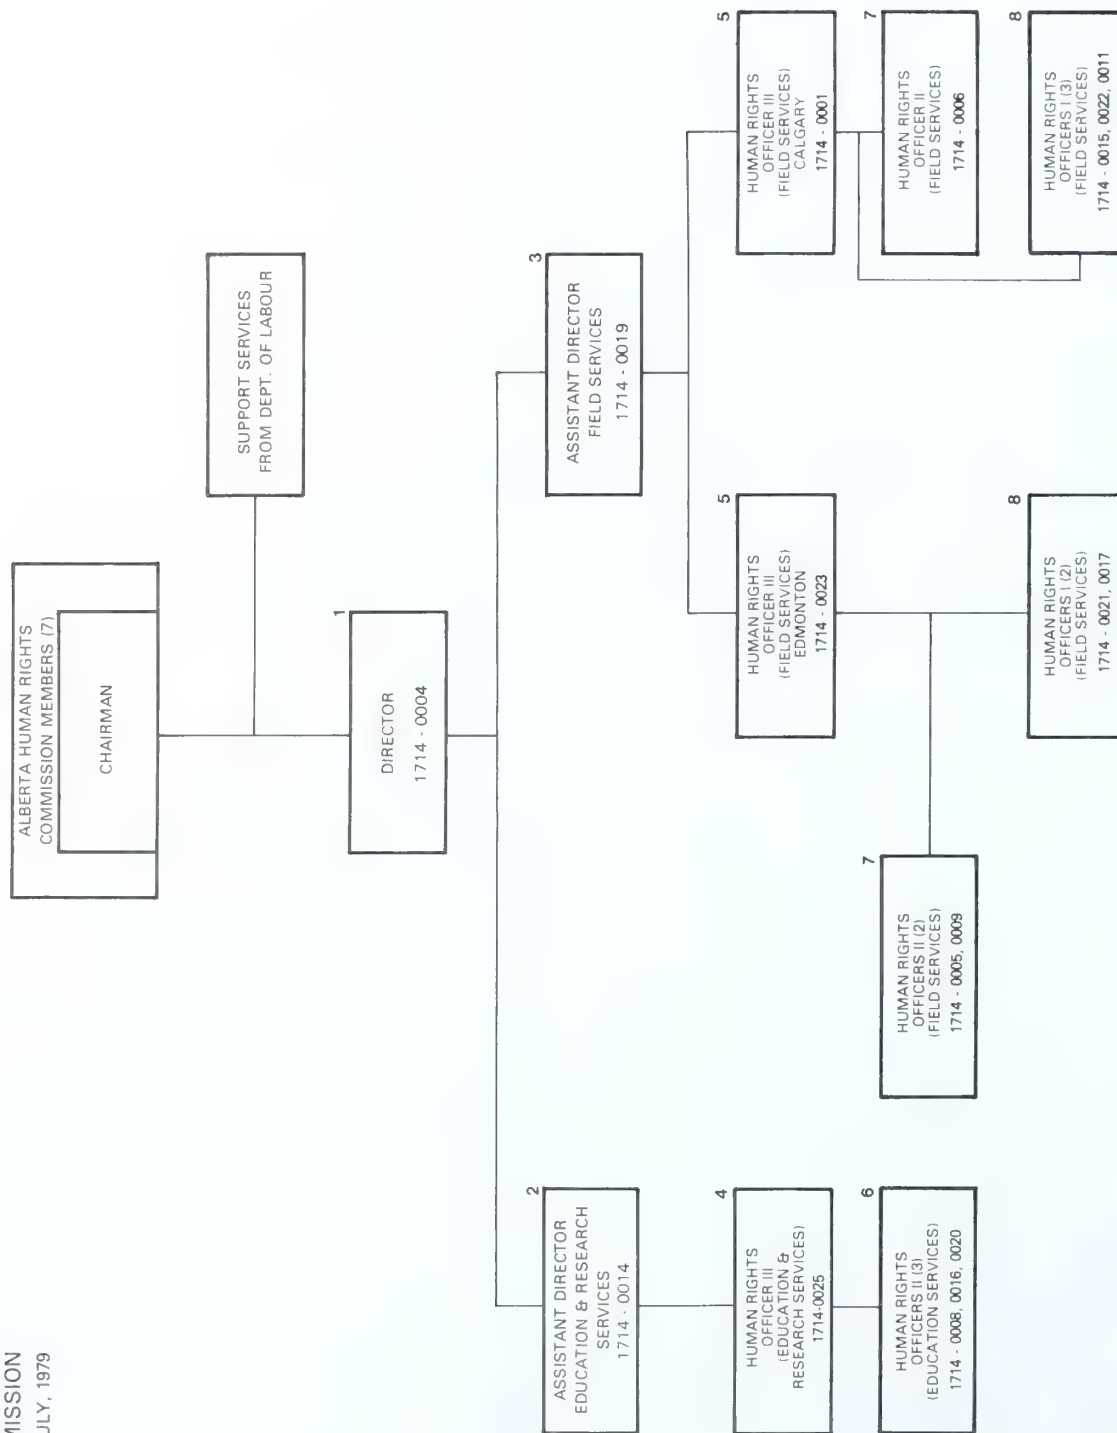 MISSION
ULY, 1979
ALBERTA HUMAN RIGHTS
COMMISSION MEMBERS (7)
CHAIRMAN
SUPPORT SERVICES
FROM DEPT. OF LABOUR
1
DIRECTOR
1714 - 0004
2
ASSISTANT DIRECTOR
EDUCATION & RESEARCH
SERVICES
1714 - 0014
3
ASSISTANT DIRECTOR
FIELD SERVICES
1714 - 0019
4
HUMAN RIGHTS
OFFICER III
(EDUCATION &
RESEARCH SERVICES)
1714-0025
5
HUMAN RIGHTS
OFFICER III
(FIELD SERVICES)
EDMONTON
1714 - 0023
5
HUMAN RIGHTS
OFFICER III
(FIELD SERVICES)
CALGARY
1714 - 0001
6
HUMAN RIGHTS
OFFICERS II (3)
(EDUCATION SERVICES)
1714 - 0008, 0016, 0020
7
HUMAN RIGHTS
OFFICERS II (2)
(FIELD SERVICES)
1714 - 0005, 0009
7
HUMAN RIGHTS
OFFICER II
(FIELD SERVICES)
1714 - 0006
8
HUMAN RIGHTS
OFFICERS I (2)
(FIELD SERVICES)
1714 - 0021, 0017
8
HUMAN RIGHTS
OFFICERS I (3)
(FIELD SERVICES)
1714 - 0015, 0022, 0011